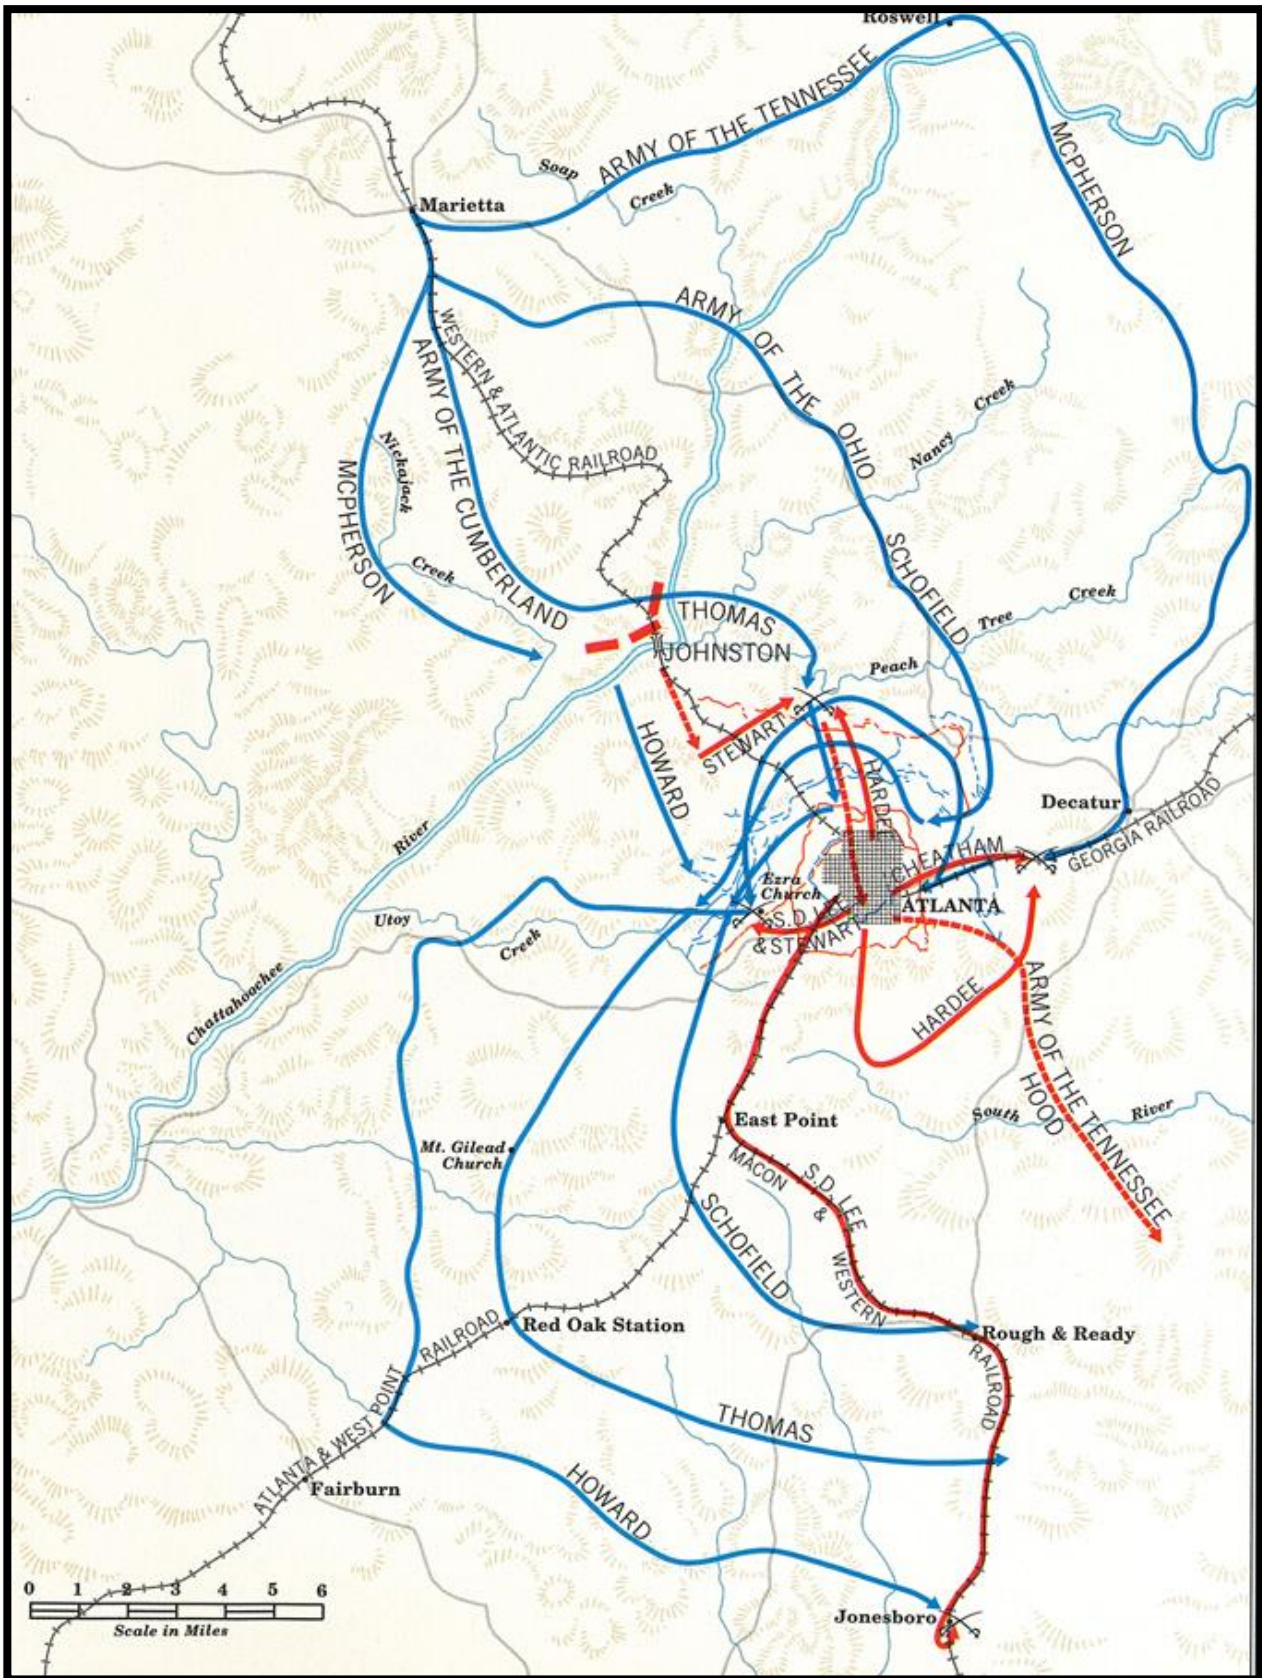 Roswell
ARMY OF THE TENNESSEE
MCPHERSON
Soap
Creek
Marietta
ARMY OF THE OHIO
WESTERN & ATLANTIC RAILROAD
ARMY OF THE CUMBERLAND
Nickajack
Creek
MCPHERSON
Nancy
Creek
SCHOFIELD
THOMAS
JOHNSTON
Tree
Creek
Peach
HOWARD
STEWART
HARDEE
Decatur
GEORGIA RAILROAD
CHEATHAM
River
Ezra
Church
ATLANTA
S.D. LEE
& STEWART
Utoy
Creek
Chattahoochee
HARDEE
ARMY OF THE TENNESSEE
HOOD
South
River
East Point
Mt. Gilead
Church
MACON
S.D. LEE
&
&
WESTERN
SCHOFIELD
Red Oak Station
RAILROAD
Rough & Ready
RAILROAD
THOMAS
ATLANTA & WEST POINT
Fairburn
HOWARD
0 1 2 3 4 5 6
Scale in Miles
Jonesboro